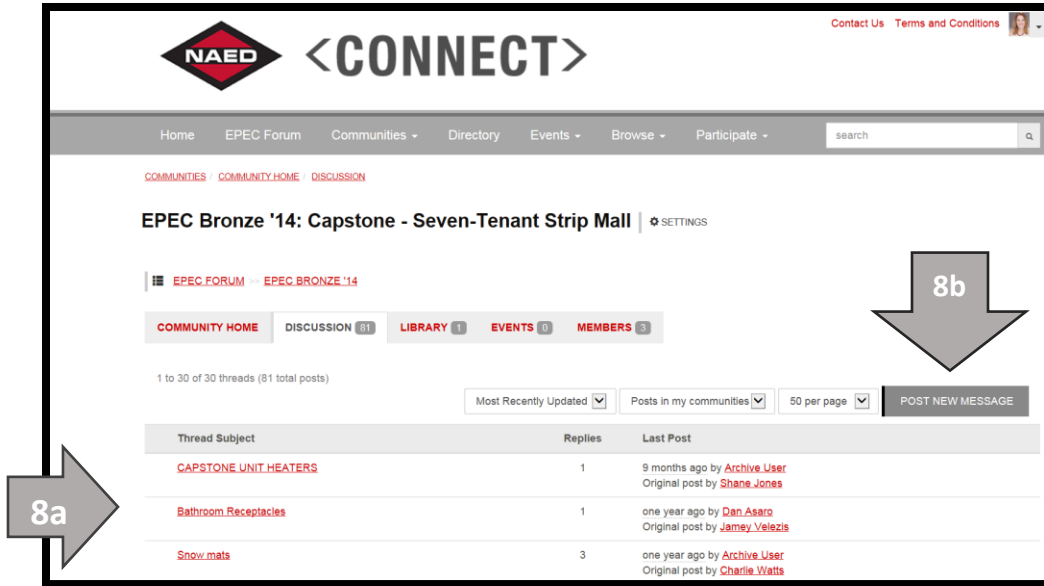 Contact Us Terms and Conditions
NAED <CONNECT>
Home EPEC Forum Communities Directory Events Browse Participate search
COMMUNITIES / COMMUNITY HOME / DISCUSSION
EPEC Bronze '14: Capstone - Seven-Tenant Strip Mall | SETTINGS
EPEC FORUM >> EPEC BRONZE '14
8b
COMMUNITY HOME DISCUSSION 81 LIBRARY 1 EVENTS 0 MEMBERS 3
1 to 30 of 30 threads (81 total posts)
Most Recently Updated Posts in my communities 50 per page POST NEW MESSAGE
Thread Subject Replies Last Post
CAPSTONE UNIT HEATERS 1 9 months ago by Archive User
Original post by Shane Jones
8a
Bathroom Receptacles 1 one year ago by Dan Asaro
Original post by Jamey Velezis
Snow mats 3 one year ago by Archive User
Original post by Charlie Watts